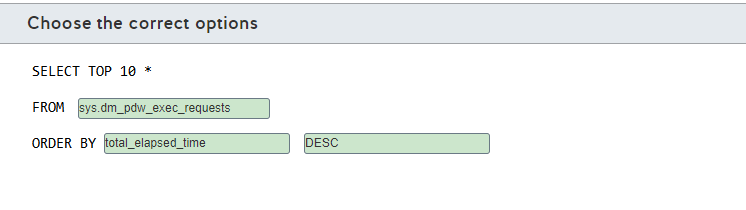 Choose the correct options
SELECT TOP 10 *
FROM sys.dm_pdw_exec_requests
ORDER BY total_elapsed_time DESC